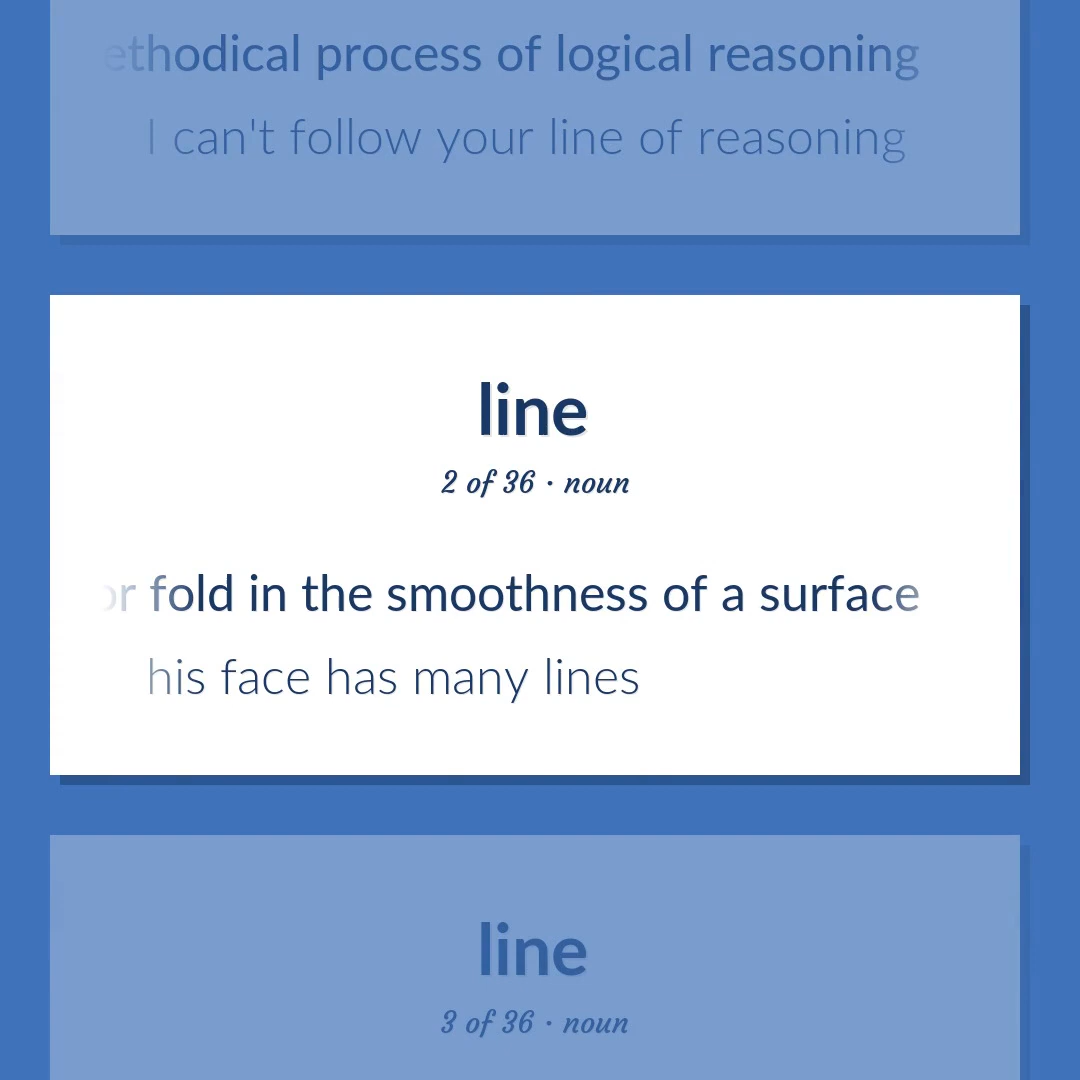 ethodical process of logical reasoning
I can't follow your line of reasoning
line
2 of 36 · noun
or fold in the smoothness of a surface
his face has many lines
line
3 of 36 · noun